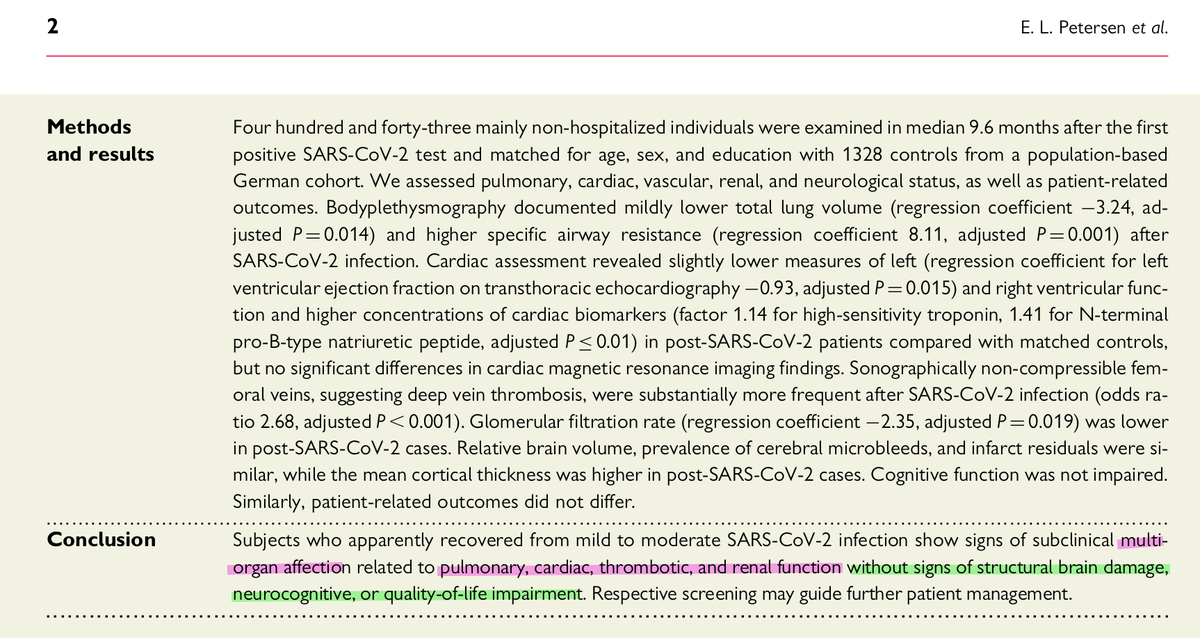 2
E. L. Petersen et al.
Methods
and results
Four hundred and forty-three mainly non-hospitalized individuals were examined in median 9.6 months after the first
positive SARS-CoV-2 test and matched for age, sex, and education with 1328 controls from a population-based
German cohort. We assessed pulmonary, cardiac, vascular, renal, and neurological status, as well as patient-related
outcomes. Bodyplethysmography documented mildly lower total lung volume (regression coefficient −3.24, ad-
justed P = 0.014) and higher specific airway resistance (regression coefficient 8.11, adjusted P = 0.001) after
SARS-CoV-2 infection. Cardiac assessment revealed slightly lower measures of left (regression coefficient for left
ventricular ejection fraction on transthoracic echocardiography −0.93, adjusted P = 0.015) and right ventricular func-
tion and higher concentrations of cardiac biomarkers (factor 1.14 for high-sensitivity troponin, 1.41 for N-terminal
pro-B-type natriuretic peptide, adjusted P ≤ 0.01) in post-SARS-CoV-2 patients compared with matched controls,
but no significant differences in cardiac magnetic resonance imaging findings. Sonographically non-compressible fem-
oral veins, suggesting deep vein thrombosis, were substantially more frequent after SARS-CoV-2 infection (odds ra-
tio 2.68, adjusted P < 0.001). Glomerular filtration rate (regression coefficient −2.35, adjusted P = 0.019) was lower
in post-SARS-CoV-2 cases. Relative brain volume, prevalence of cerebral microbleeds, and infarct residuals were si-
milar, while the mean cortical thickness was higher in post-SARS-CoV-2 cases. Cognitive function was not impaired.
Similarly, patient-related outcomes did not differ.
Conclusion
Subjects who apparently recovered from mild to moderate SARS-CoV-2 infection show signs of subclinical multi-
organ affection related to pulmonary, cardiac, thrombotic, and renal function without signs of structural brain damage,
neurocognitive, or quality-of-life impairment. Respective screening may guide further patient management.